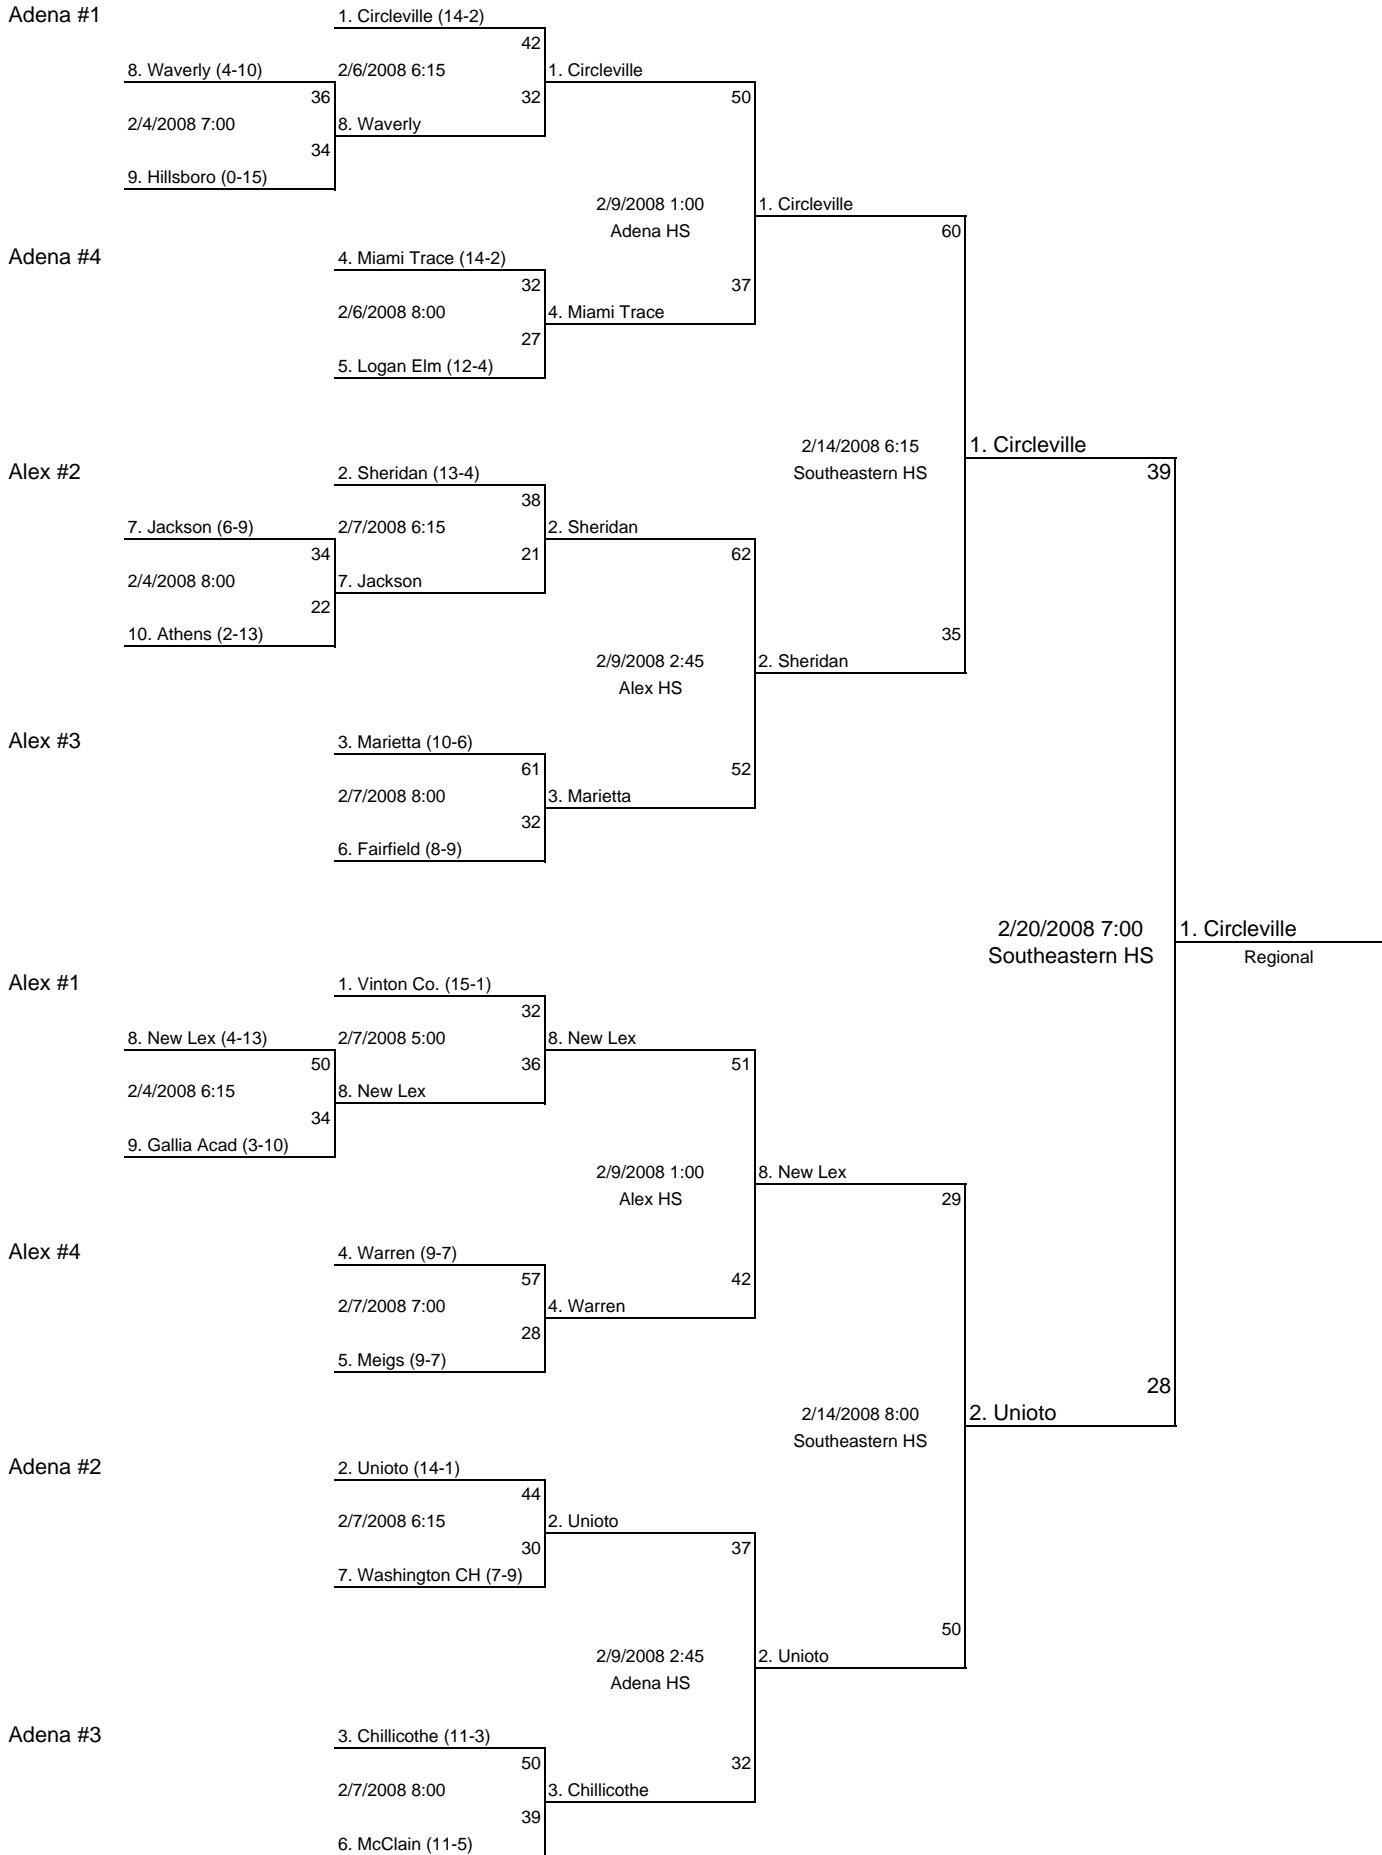 Adena #1
1. Circleville (14-2)
42
8. Waverly (4-10)
2/6/2008 6:15
1. Circleville
36
32
50
2/4/2008 7:00
8. Waverly
34
9. Hillsboro (0-15)
2/9/2008 1:00
1. Circleville
Adena HS
60
Adena #4
4. Miami Trace (14-2)
32
37
2/6/2008 8:00
4. Miami Trace
27
5. Logan Elm (12-4)
2/14/2008 6:15
1. Circleville
Alex #2
2. Sheridan (13-4)
Southeastern HS
39
38
7. Jackson (6-9)
2/7/2008 6:15
2. Sheridan
34
21
62
2/4/2008 8:00
7. Jackson
22
10. Athens (2-13)
35
2/9/2008 2:45
2. Sheridan
Alex HS
Alex #3
3. Marietta (10-6)
61
52
2/7/2008 8:00
3. Marietta
32
6. Fairfield (8-9)
2/20/2008 7:00
1. Circleville
Southeastern HS
Regional
Alex #1
1. Vinton Co. (15-1)
32
8. New Lex (4-13)
2/7/2008 5:00
8. New Lex
50
36
51
2/4/2008 6:15
8. New Lex
34
9. Gallia Acad (3-10)
2/9/2008 1:00
8. New Lex
Alex HS
29
Alex #4
4. Warren (9-7)
57
42
2/7/2008 7:00
4. Warren
28
5. Meigs (9-7)
28
2/14/2008 8:00
2. Unioto
Southeastern HS
Adena #2
2. Unioto (14-1)
44
2/7/2008 6:15
2. Unioto
30
37
7. Washington CH (7-9)
50
2/9/2008 2:45
2. Unioto
Adena HS
Adena #3
3. Chillicothe (11-3)
50
32
2/7/2008 8:00
3. Chillicothe
39
6. McClain (11-5)